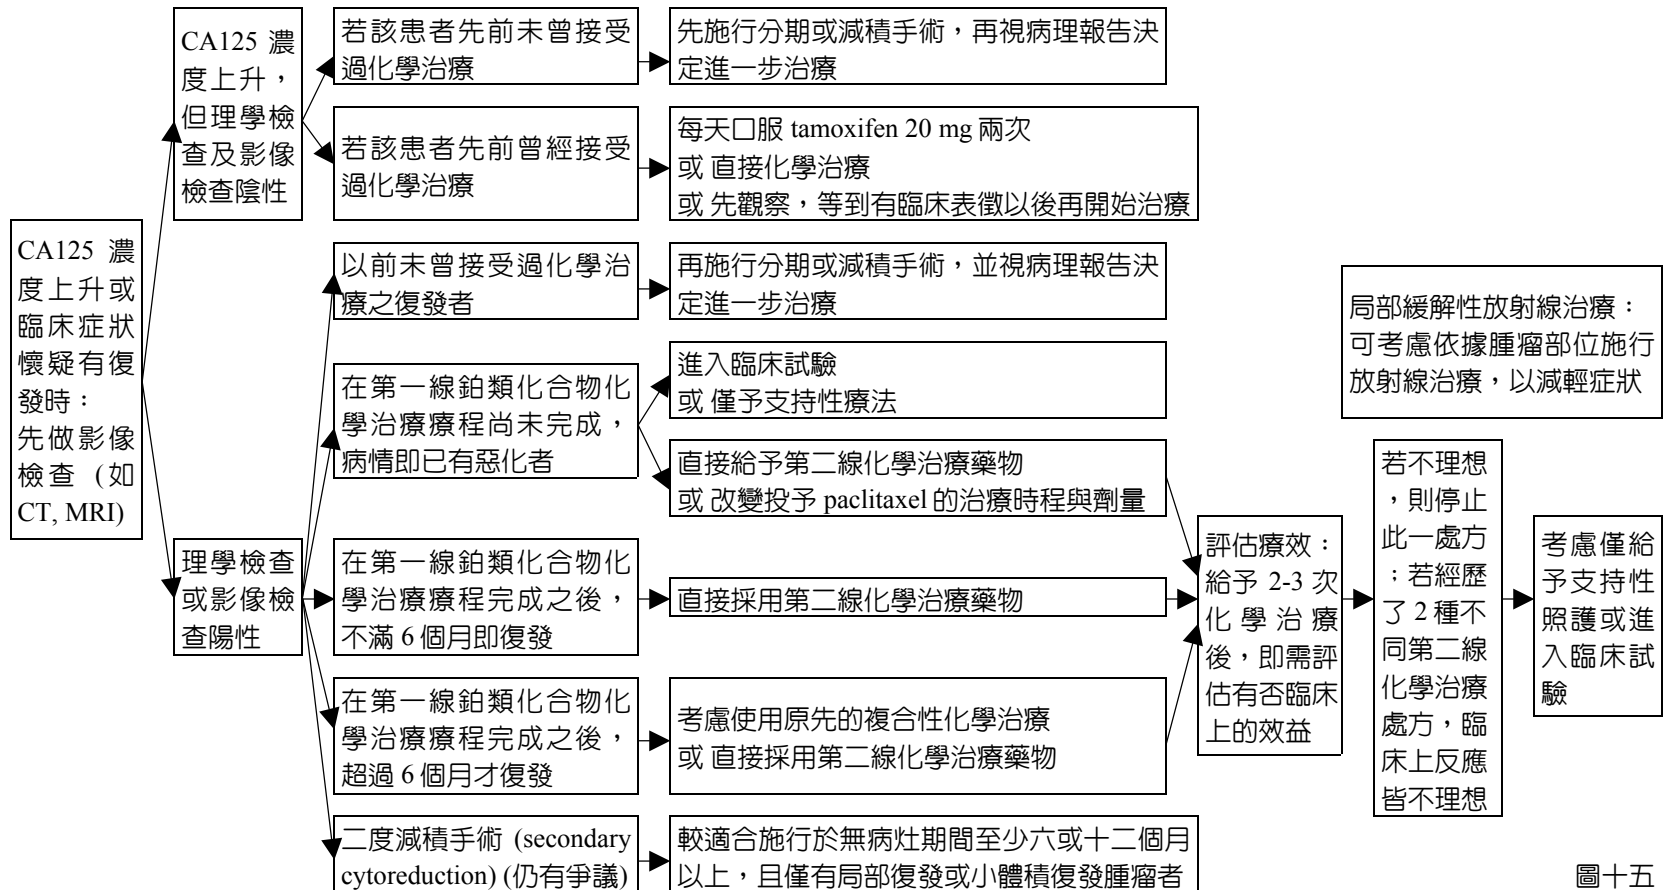 CA125 濃
度上升或
臨床症狀
懷疑有復
發時：
先做影像
檢查 (如
CT, MRI)
CA125 濃
度上升，
但理學檢
查及影像
檢查陰性
若該患者先前未曾接受
過化學治療
先施行分期或減積手術，再視病理報告決
定進一步治療
若該患者先前曾經接受
過化學治療
每天口服 tamoxifen 20 mg 兩次
或 直接化學治療
或 先觀察，等到有臨床表徵以後再開始治療
理學檢查
或影像檢
查陽性
以前未曾接受過化學治
療之復發者
再施行分期或減積手術，並視病理報告決
定進一步治療
在第一線鉑類化合物化
學治療療程尚未完成，
病情即已有惡化者
進入臨床試驗
或 僅予支持性療法
直接給予第二線化學治療藥物
或 改變投予 paclitaxel 的治療時程與劑量
在第一線鉑類化合物化
學治療療程完成之後，
不滿 6 個月即復發
直接採用第二線化學治療藥物
在第一線鉑類化合物化
學治療療程完成之後，
超過 6 個月才復發
考慮使用原先的複合性化學治療
或 直接採用第二線化學治療藥物
二度減積手術 (secondary
cytoreduction) (仍有爭議)
較適合施行於無病灶期間至少六或十二個月
以上，且僅有局部復發或小體積復發腫瘤者
評估療效：
給予 2-3 次
化學治療
後，即需評
估有否臨床
上的效益
若不理想
，則停止
此一處方
；若經歷
了 2 種不
同第二線
化學治療
處方，臨
床上反應
皆不理想
考慮僅給
予支持性
照護或進
入臨床試
驗
局部緩解性放射線治療：
可考慮依據腫瘤部位施行
放射線治療，以減輕症狀
圖十五